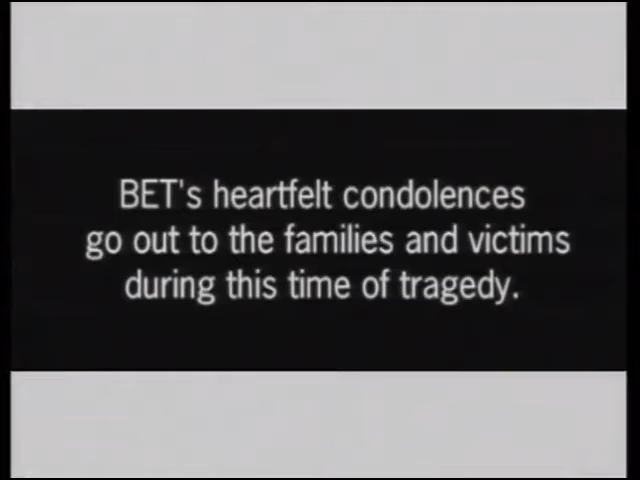 BET's heartfelt condolences
go out to the families and victims
during this time of tragedy.